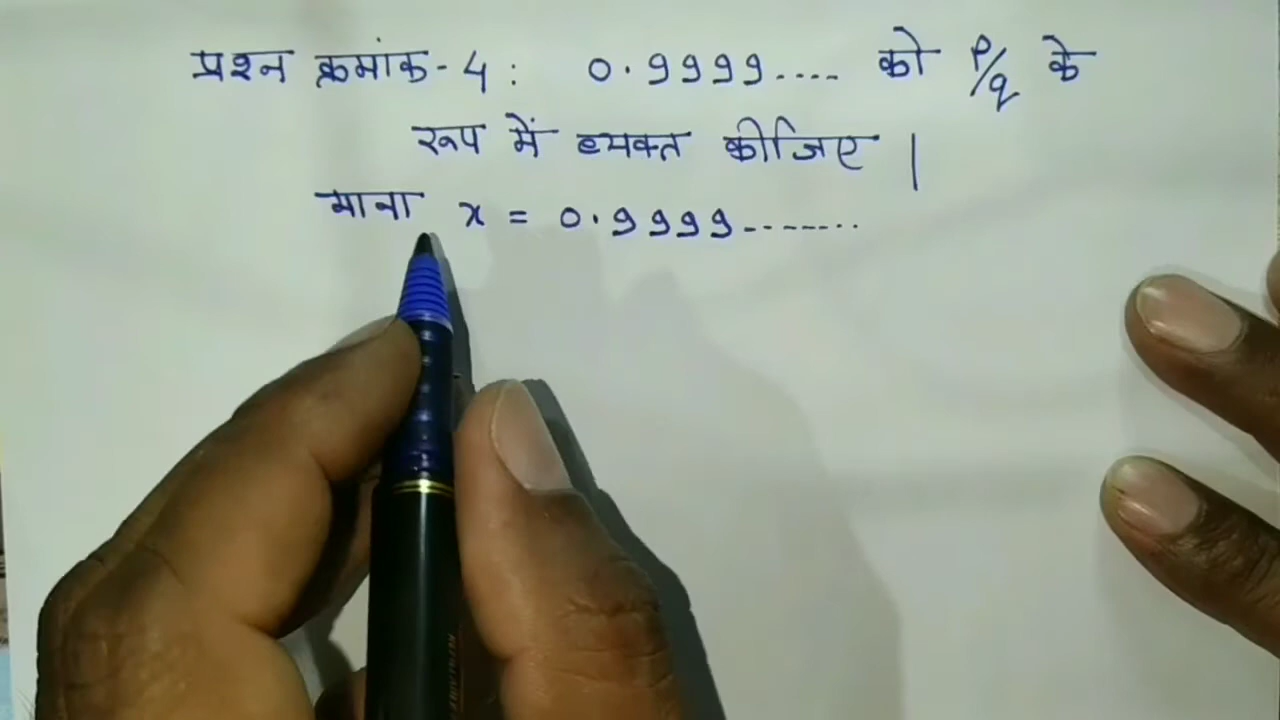 प्रश्न क्रमांक-4: 0.9999.... को P/q के
रूप में व्यक्त कीजिए |
माना x = 0.9999........